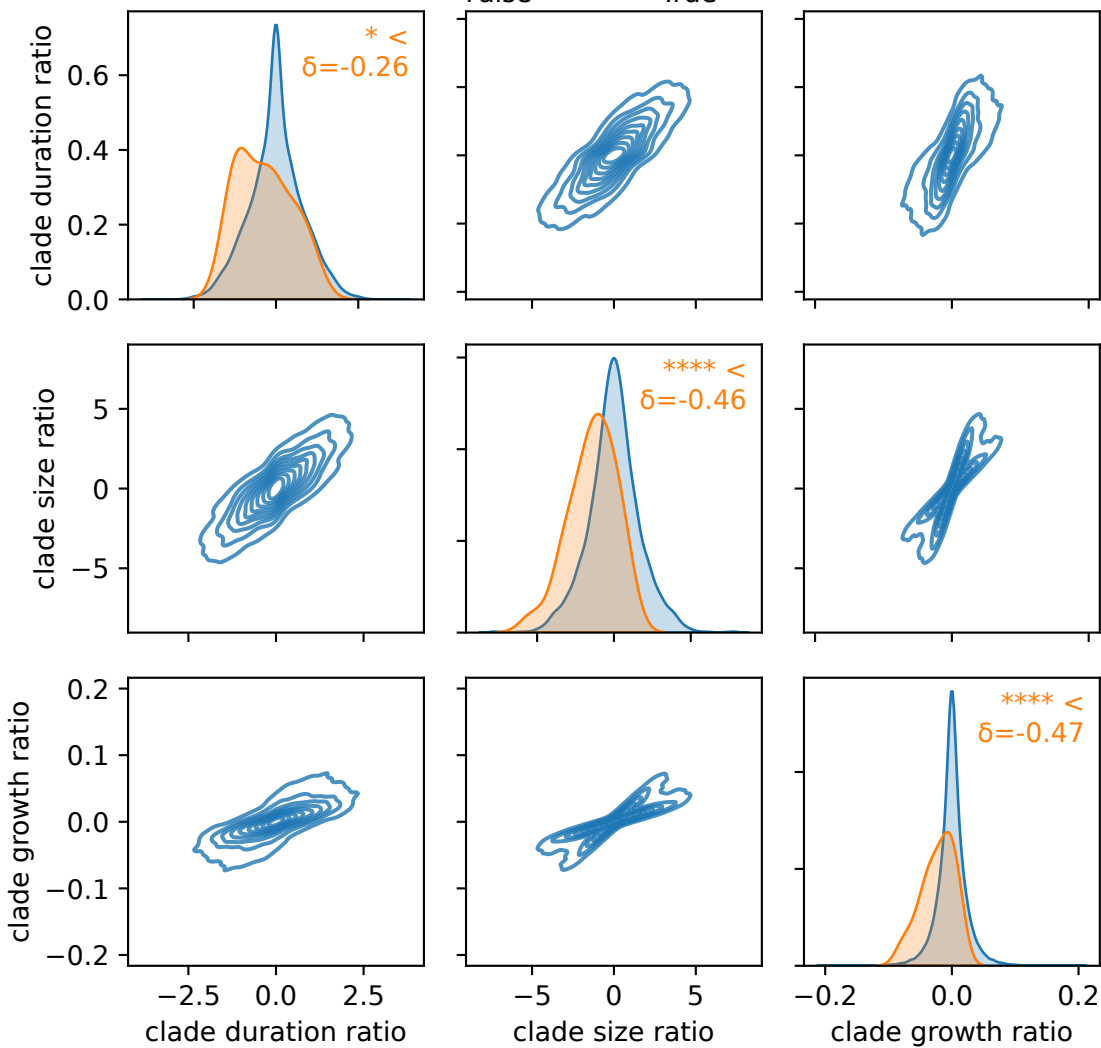 True
clade duration ratio
0.6
0.4
0.2
0.0
* <
δ=-0.26
clade size ratio
5
0
−5
**** <
δ=-0.46
clade growth ratio
0.2
0.1
0.0
−0.1
−0.2
**** <
δ=-0.47
−2.5 0.0 2.5
−5 0 5
−0.2 0.0 0.2
clade duration ratio
clade size ratio
clade growth ratio